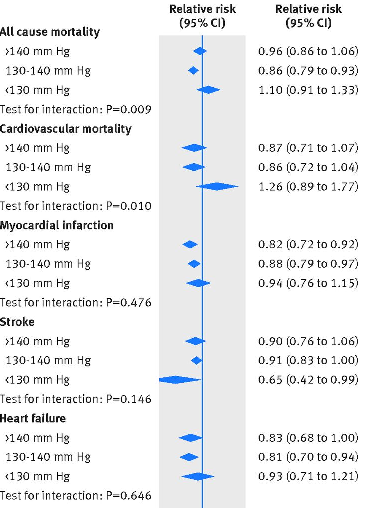 Relative risk Relative risk
(95% CI) (95% CI)
All cause mortality
>140 mm Hg 0.96 (0.86 to 1.06)
130-140 mm Hg 0.86 (0.79 to 0.93)
<130 mm Hg 1.10 (0.91 to 1.33)
Test for interaction: P=0.009
Cardiovascular mortality
>140 mm Hg 0.87 (0.71 to 1.07)
130-140 mm Hg 0.86 (0.72 to 1.04)
<130 mm Hg 1.26 (0.89 to 1.77)
Test for interaction: P=0.010
Myocardial infarction
>140 mm Hg 0.82 (0.72 to 0.92)
130-140 mm Hg 0.88 (0.79 to 0.97)
<130 mm Hg 0.94 (0.76 to 1.15)
Test for interaction: P=0.476
Stroke
>140 mm Hg 0.90 (0.76 to 1.06)
130-140 mm Hg 0.91 (0.83 to 1.00)
<130 mm Hg 0.65 (0.42 to 0.99)
Test for interaction: P=0.146
Heart failure
>140 mm Hg 0.83 (0.68 to 1.00)
130-140 mm Hg 0.81 (0.70 to 0.94)
<130 mm Hg 0.93 (0.71 to 1.21)
Test for interaction: P=0.646